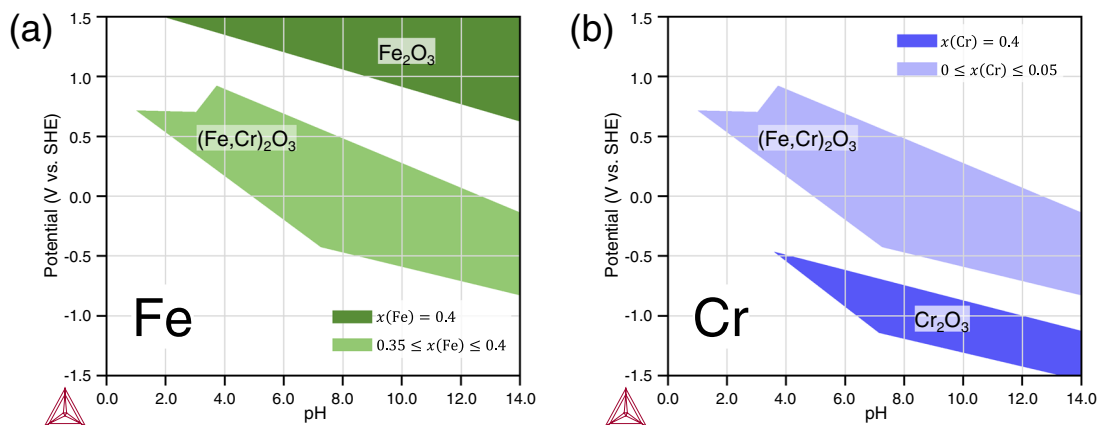 (a)
1.5
1.0
0.5
0.0
-0.5
-1.0
-1.5
Potential (V vs. SHE)
Fe₂O₃
(Fe,Cr)₂O₃
Fe
x(Fe) = 0.4
0.35 ≤ x(Fe) ≤ 0.4
0.0 2.0 4.0 6.0 8.0 10.0 12.0 14.0
pH
(b)
1.5
1.0
0.5
0.0
-0.5
-1.0
-1.5
Potential (V vs. SHE)
x(Cr) = 0.4
0 ≤ x(Cr) ≤ 0.05
(Fe,Cr)₂O₃
Cr₂O₃
Cr
0.0 2.0 4.0 6.0 8.0 10.0 12.0 14.0
pH